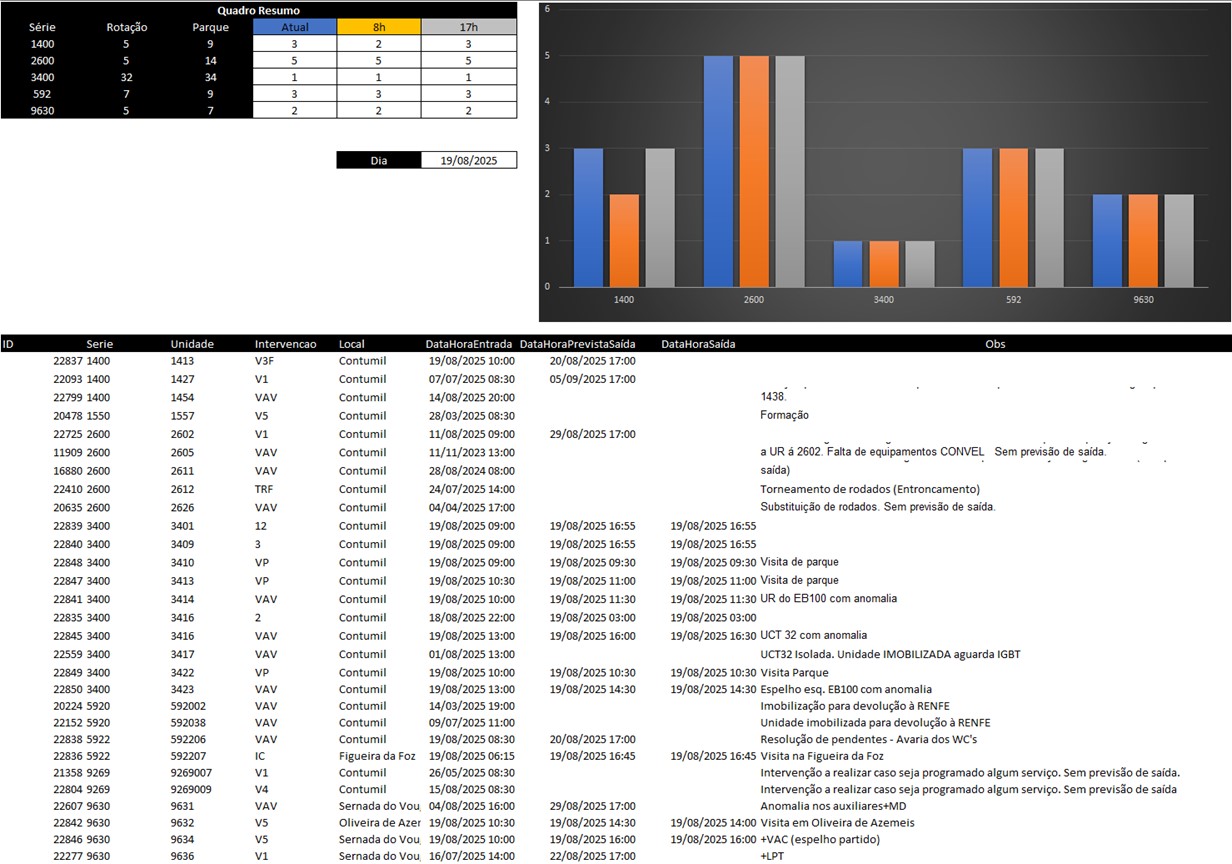 Quadro Resumo
Série Rotação Parque Atual 8h 17h
1400 5 9 3 2 3
2600 5 14 5 5 5
3400 32 34 1 1 1
592 7 9 3 3 3
9630 5 7 2 2 2
Dia 19/08/2025
6
5
4
3
2
1
0
1400 2600 3400 592 9630
ID Serie Unidade Intervencao Local DataHoraEntrada DataHoraPrevistaSaída DataHoraSaída Obs
22837 1400 1413 V3F Contumil 19/08/2025 10:00 20/08/2025 17:00
22093 1400 1427 V1 Contumil 07/07/2025 08:30 05/09/2025 17:00
22799 1400 1454 VAV Contumil 14/08/2025 20:00 1438.
20478 1550 1557 V5 Contumil 28/03/2025 08:30 Formação
22725 2600 2602 V1 Contumil 11/08/2025 09:00 29/08/2025 17:00
11909 2600 2605 VAV Contumil 11/11/2023 13:00 a UR á 2602. Falta de equipamentos CONVEL Sem previsão de saída.
16880 2600 2611 VAV Contumil 28/08/2024 08:00 saída)
22410 2600 2612 TRF Contumil 24/07/2025 14:00 Torneamento de rodados (Entroncamento)
20635 2600 2626 VAV Contumil 04/04/2025 17:00 Substituição de rodados. Sem previsão de saída.
22839 3400 3401 12 Contumil 19/08/2025 09:00 19/08/2025 16:55 19/08/2025 16:55
22840 3400 3409 3 Contumil 19/08/2025 09:00 19/08/2025 16:55 19/08/2025 16:55
22848 3400 3410 VP Contumil 19/08/2025 09:00 19/08/2025 09:30 19/08/2025 09:30 Visita de parque
22847 3400 3413 VP Contumil 19/08/2025 10:30 19/08/2025 11:00 19/08/2025 11:00 Visita de parque
22841 3400 3414 VAV Contumil 19/08/2025 10:00 19/08/2025 11:30 19/08/2025 11:30 UR do EB100 com anomalia
22835 3400 3416 2 Contumil 18/08/2025 22:00 19/08/2025 03:00 19/08/2025 03:00
22845 3400 3416 VAV Contumil 19/08/2025 13:00 19/08/2025 16:00 19/08/2025 16:30 UCT 32 com anomalia
22559 3400 3417 VAV Contumil 01/08/2025 13:00 UCT32 Isolada. Unidade IMOBILIZADA aguarda IGBT
22849 3400 3422 VP Contumil 19/08/2025 10:00 19/08/2025 10:30 19/08/2025 10:30 Visita Parque
22850 3400 3423 VAV Contumil 19/08/2025 13:00 19/08/2025 14:30 19/08/2025 14:30 Espelho esq. EB100 com anomalia
20224 5920 592002 VAV Contumil 14/03/2025 19:00 Imobilização para devolução à RENFE
22152 5920 592038 VAV Contumil 09/07/2025 11:00 Unidade imobilizada para devolução à RENFE
22838 5922 592206 VAV Contumil 19/08/2025 08:30 20/08/2025 17:00 Resolução de pendentes - Avaria dos WC's
22836 5922 592207 IC Figueira da Foz 19/08/2025 06:15 19/08/2025 16:45 19/08/2025 16:45 Visita na Figueira da Foz
21358 9269 9269007 V1 Contumil 26/05/2025 08:30 Intervenção a realizar caso seja programado algum serviço. Sem previsão de saída.
22804 9269 9269009 V4 Contumil 15/08/2025 08:30 Intervenção a realizar caso seja programado algum serviço. Sem previsão de saída
22607 9630 9631 VAV Sernada do Vou 04/08/2025 16:00 29/08/2025 17:00 Anomalia nos auxiliares+MD
22842 9630 9632 V5 Oliveira de Azer 19/08/2025 10:30 19/08/2025 14:30 19/08/2025 14:00 Visita em Oliveira de Azemeis
22846 9630 9634 V5 Sernada do Vou 19/08/2025 10:00 19/08/2025 16:00 19/08/2025 16:00 +VAC (espelho partido)
22277 9630 9636 V1 Sernada do Vou 16/07/2025 14:00 22/08/2025 17:00 +LPT